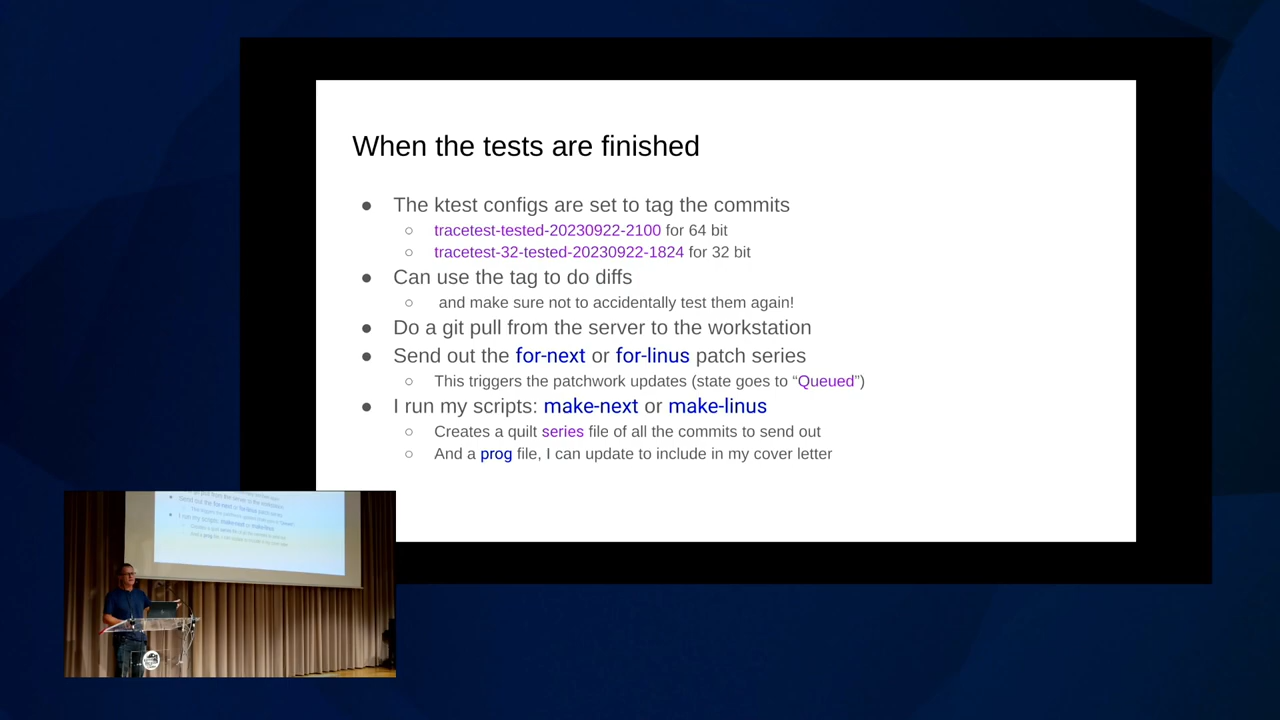 When the tests are finished
● The ktest configs are set to tag the commits
○ tracetest-tested-20230922-2100 for 64 bit
○ tracetest-32-tested-20230922-1824 for 32 bit
● Can use the tag to do diffs
○ and make sure not to accidentally test them again!
● Do a git pull from the server to the workstation
● Send out the for-next or for-linus patch series
○ This triggers the patchwork updates (state goes to “Queued”)
● I run my scripts: make-next or make-linus
○ Creates a quilt series file of all the commits to send out
○ And a prog file, I can update to include in my cover letter